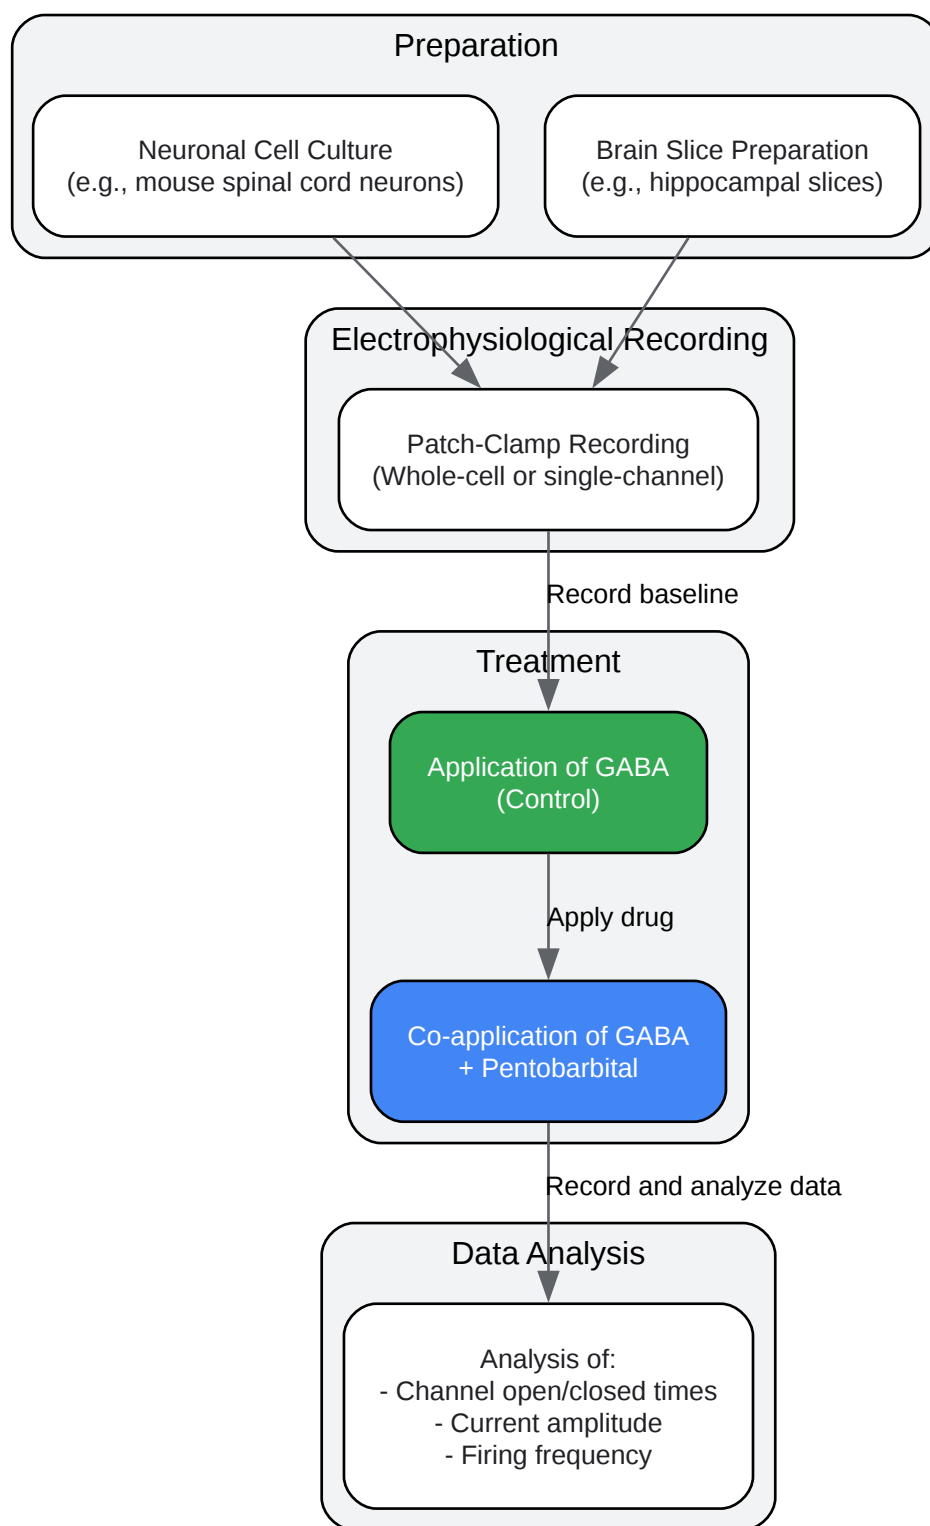 Preparation
Neuronal Cell Culture
(e.g., mouse spinal cord neurons)
Brain Slice Preparation
(e.g., hippocampal slices)
Electrophysiological Recording
Patch-Clamp Recording
(Whole-cell or single-channel)
Record baseline
Treatment
Application of GABA
(Control)
Apply drug
Co-application of GABA
+ Pentobarbital
Record and analyze data
Data Analysis
Analysis of:
- Channel open/closed times
- Current amplitude
- Firing frequency